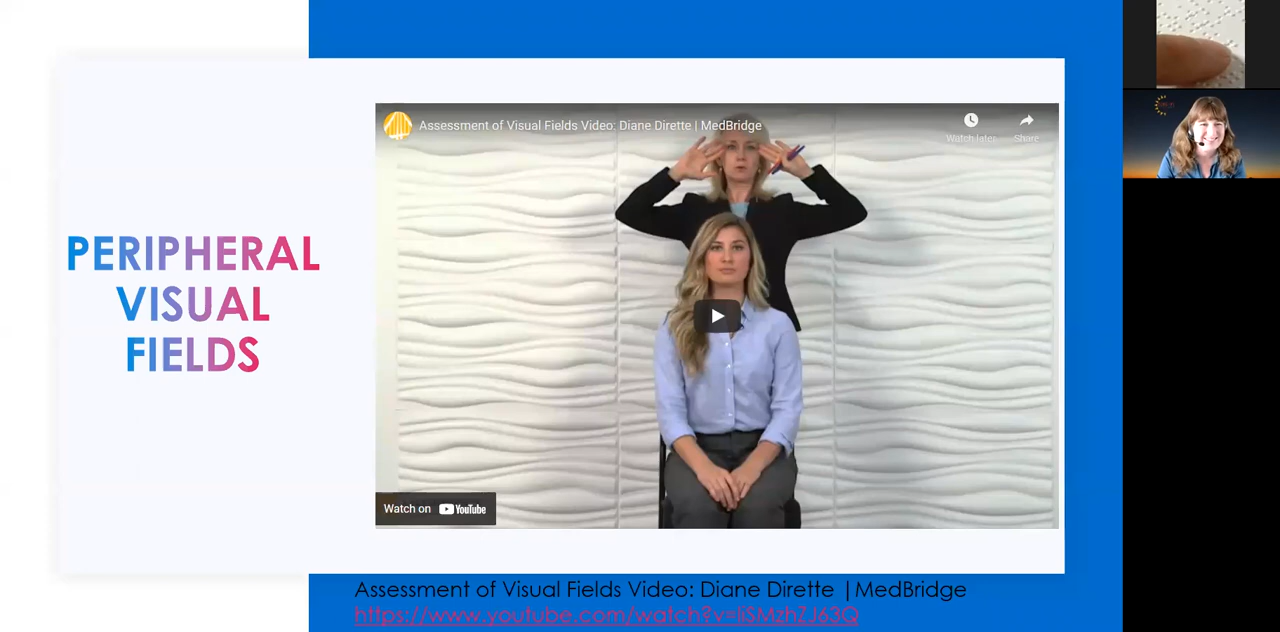 Assessment of Visual Fields Video: Diane Dirette | MedBridge
Watch later
Share
PERIPHERAL
VISUAL
FIELDS
Watch on YouTube
Assessment of Visual Fields Video: Diane Dirette |MedBridge